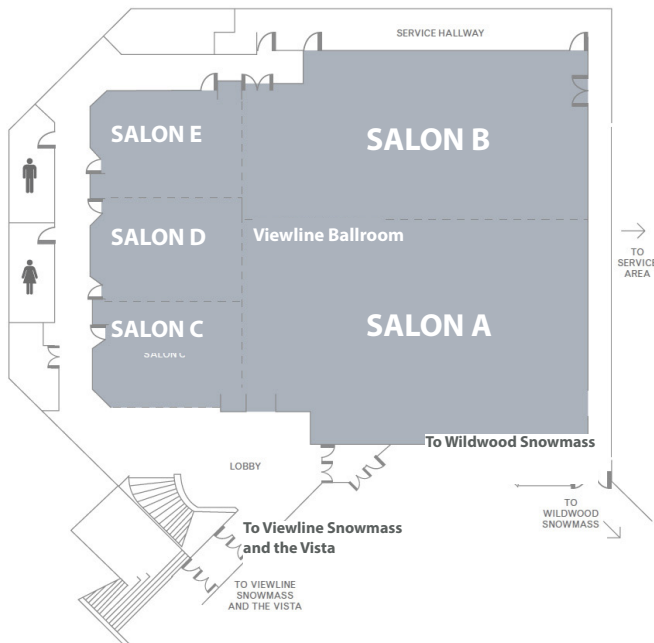 SERVICE HALLWAY
SALON E
SALON B
SALON D
Viewline Ballroom
TO
SERVICE
AREA
SALON C
SALON C
SALON A
To Wildwood Snowmass
LOBBY
TO
WILDWOOD
SNOWMASS
To Viewline Snowmass
and the Vista
TO VIEWLINE
SNOWMASS
AND THE VISTA